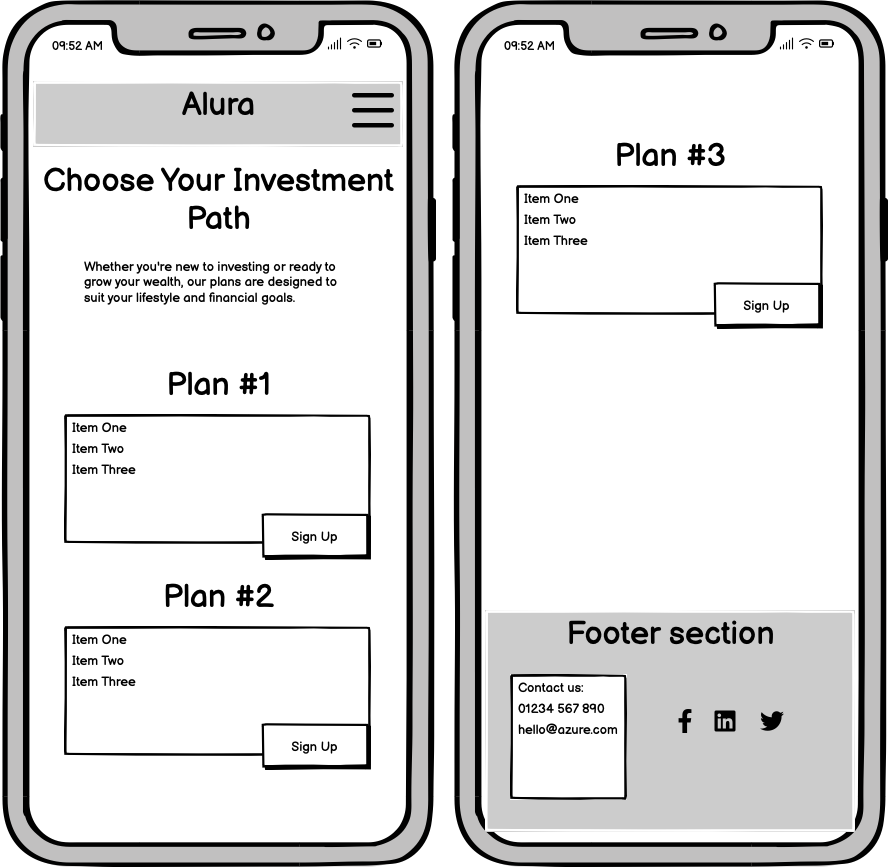 09:52 AM
Alura
Choose Your Investment
Path
Whether you're new to investing or ready to
grow your wealth, our plans are designed to
suit your lifestyle and financial goals.
Plan #1
Item One
Item Two
Item Three
Sign Up
Plan #2
Item One
Item Two
Item Three
Sign Up
09:52 AM
Plan #3
Item One
Item Two
Item Three
Sign Up
Footer section
Contact us:
01234 567 890
hello@azure.com